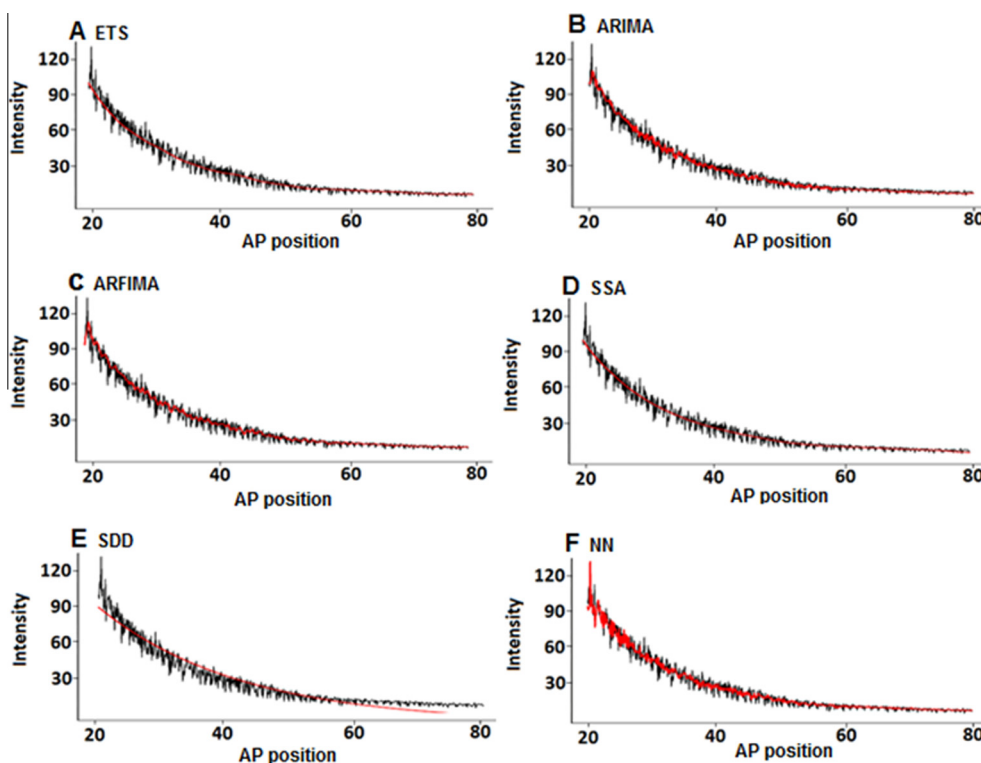 A ETS
120
90
60
30
Intensity
20 40 60 80
AP position
B ARIMA
120
90
60
30
Intensity
20 40 60 80
AP position
C ARFIMA
120
90
60
30
Intensity
20 40 60 80
AP position
D SSA
120
90
60
30
Intensity
20 40 60 80
AP position
E SDD
120
90
60
30
Intensity
20 40 60 80
AP position
F NN
120
90
60
30
Intensity
20 40 60 80
AP position